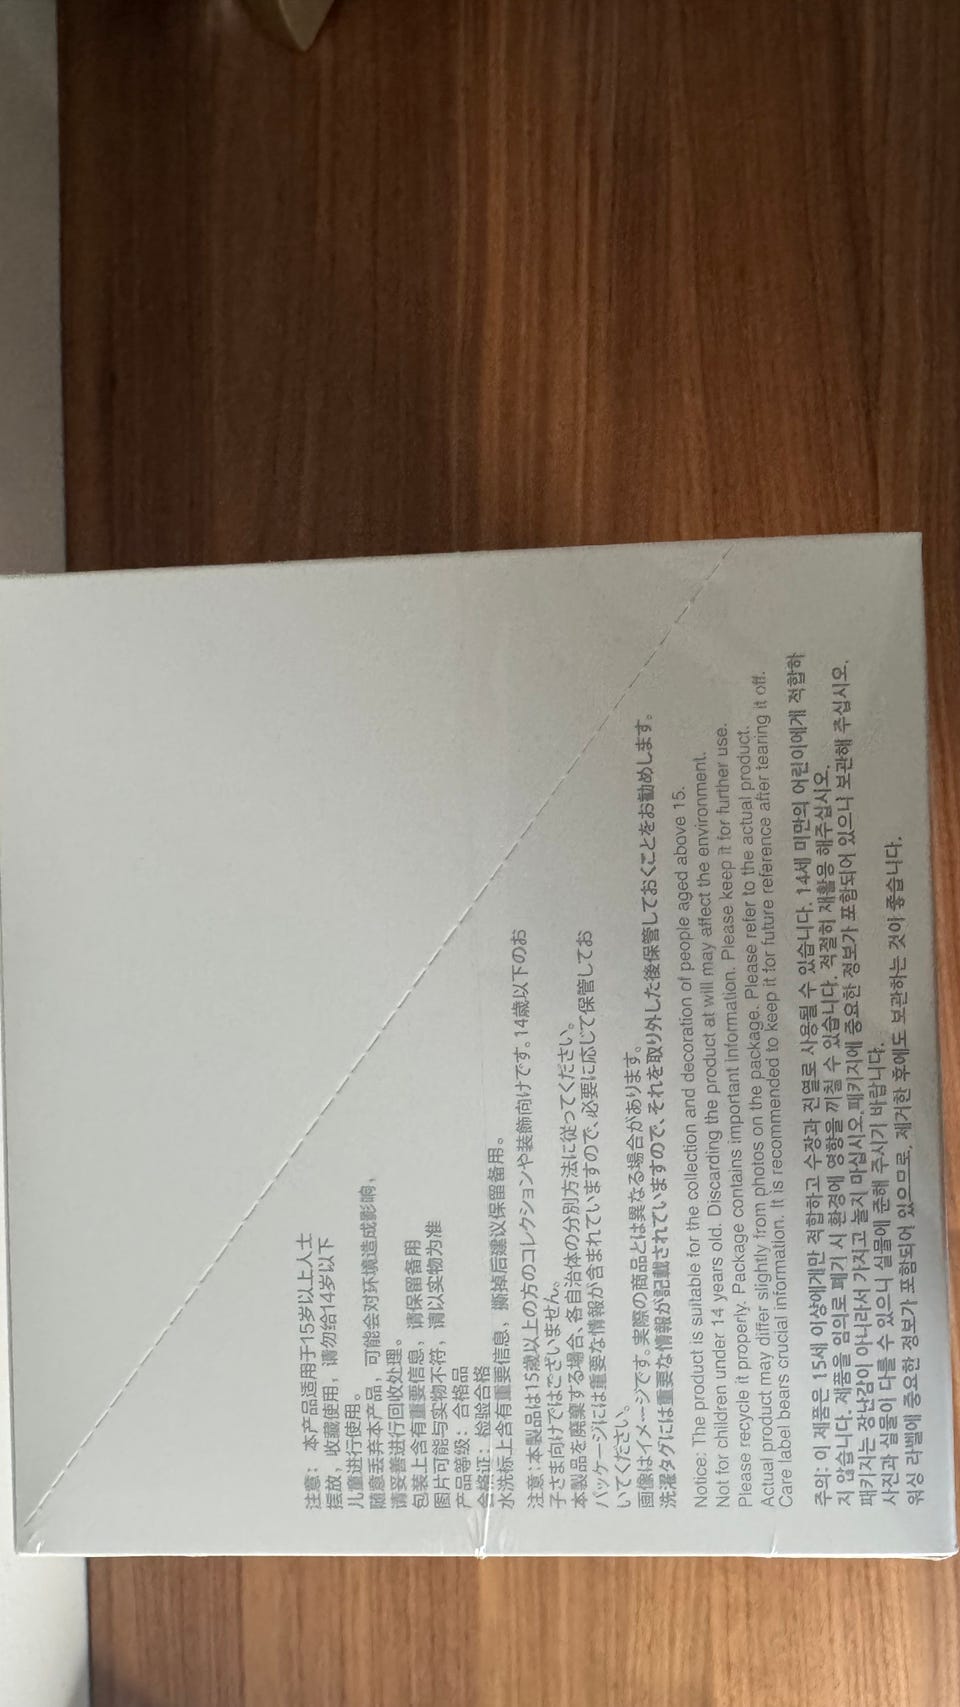 注意：本产品适用于15岁以上人士
摆放，收藏使用，请勿给14岁以下
儿童进行使用。
随意丢弃本产品，可能会对环境造成影响，
请妥善进行回收处理。
包装上含有重要信息，请保留备用
图片可能与实物不符，请以实物为准
产品等级：合格品
合格证：检验合格
水洗标上含有重要信息，撕掉后建议保留备用。
注意:本製品は15歳以上の方のコレクションや装飾向けです。14歳以下のお
子さま向けではございません。
本製品を廃棄する場合、各自治体の分別方法に従ってください。
パッケージには重要な情報が含まれていますので、必要に応じて保管してお
いてください。
画像はイメージです。実際の商品とは異なる場合があります。
洗濯タグには重要な情報が記載されていますので、それを取り外した後保管しておくことをお勧めします。
Notice: The product is suitable for the collection and decoration of people aged above 15.
Not for children under 14 years old. Discarding the product at will may affect the environment.
Please recycle it properly. Package contains important information. Please keep it for further use.
Actual product may differ slightly from photos on the package. Please refer to the actual product.
Care label bears crucial information. It is recommended to keep it for future reference after tearing it off.
주의: 이 제품은 15세 이상에게만 적합하고 수장과 진열로 사용될 수 있습니다. 14세 미만의 어린이에게 적합하
지 않습니다. 제품을 임의로 폐기 시 환경에 영향을 끼칠 수 있습니다. 적절히 재활용 해주십시오.
패키지는 장난감이 아니라서 가지고 놀지 마십시오. 패키지에 중요한 정보가 포함되어 있으니 보관해 주십시오.
사진과 실물이 다를 수 있으니 실물에 준해 주시기 바랍니다.
워싱 라벨에 중요한 정보가 포함되어 있으므로, 제거한 후에도 보관하는 것이 좋습니다.